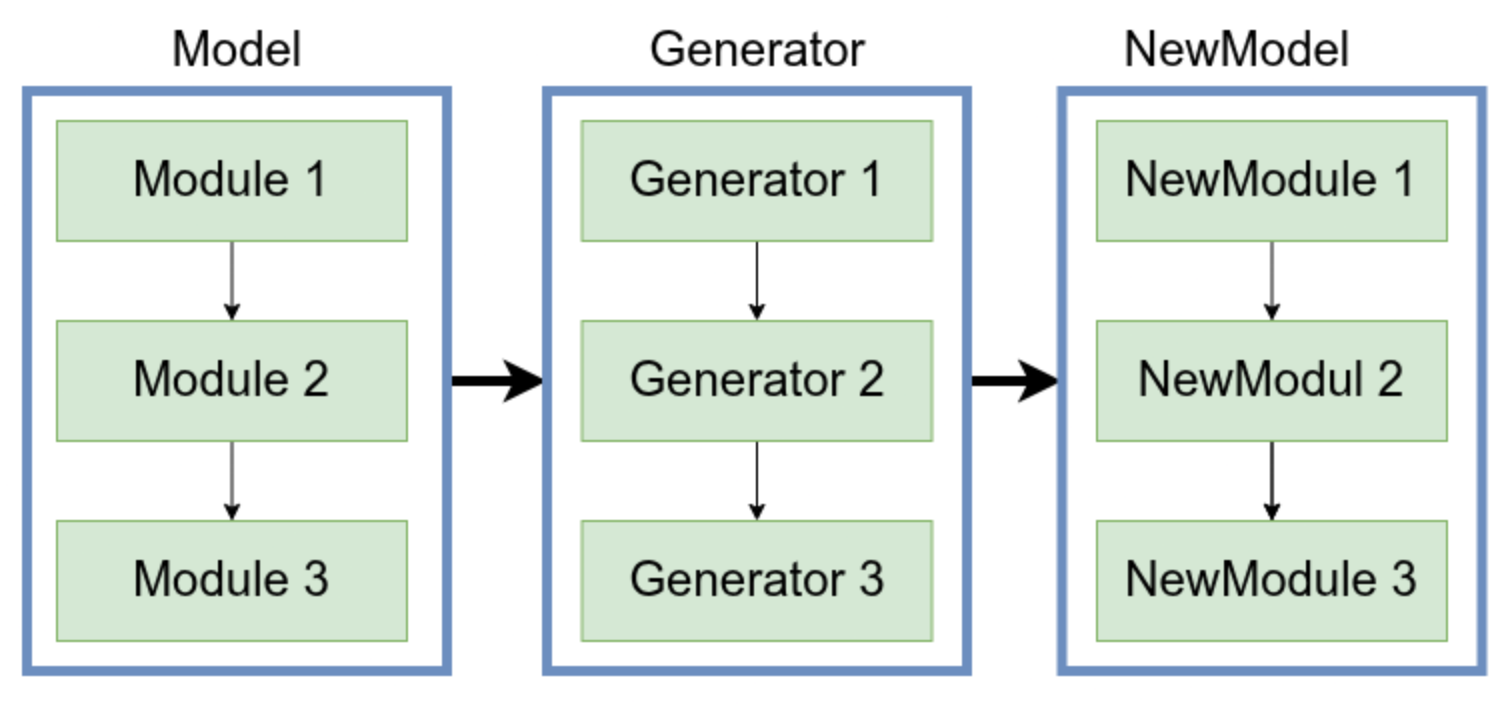 Model
Module 1
Module 2
Module 3
Generator
Generator 1
Generator 2
Generator 3
NewModel
NewModule 1
NewModul 2
NewModule 3